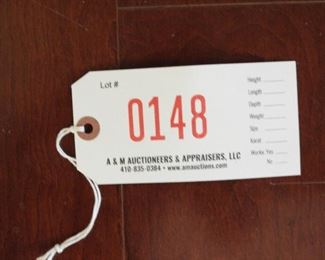 Lot #
0148
A & M AUCTIONEERS & APPRAISERS, LLC
410-835-0384 • www.amauctions.com
Height
Length
Depth
Weight
Size
Karat
Works: Yes
No